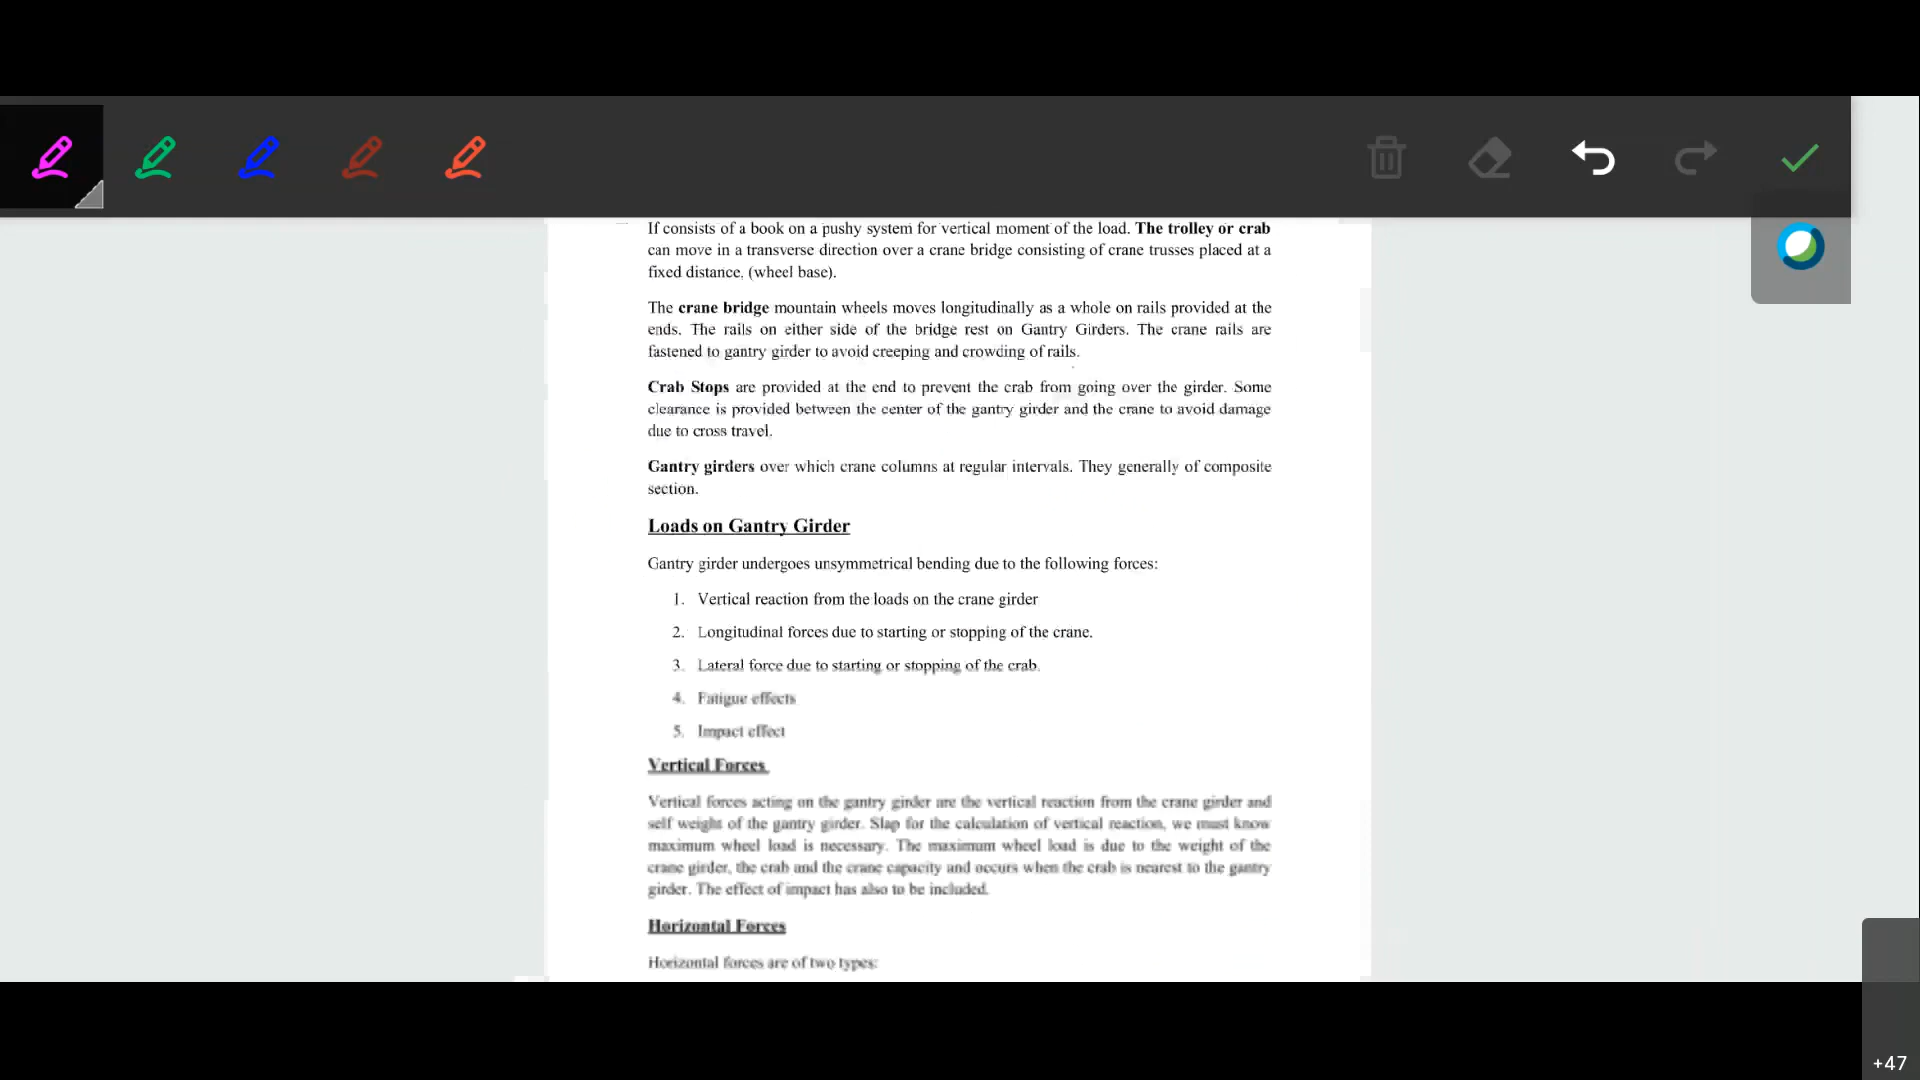 If consists of a book on a pushy system for vertical moment of the load. The trolley or crab
can move in a transverse direction over a crane bridge consisting of crane trusses placed at a
fixed distance, (wheel base).
The crane bridge mountain wheels moves longitudinally as a whole on rails provided at the
ends. The rails on either side of the bridge rest on Gantry Girders. The crane rails are
fastened to gantry girder to avoid creeping and crowding of rails.
Crab Stops are provided at the end to prevent the crab from going over the girder. Some
clearance is provided between the center of the gantry girder and the crane to avoid damage
due to cross travel.
Gantry girders over which crane columns at regular intervals. They generally of composite
section.
Loads on Gantry Girder
Gantry girder undergoes unsymmetrical bending due to the following forces:
1. Vertical reaction from the loads on the crane girder
2. Longitudinal forces due to starting or stopping of the crane.
3. Lateral force due to starting or stopping of the crab.
4. Fatigue effects
5. Impact effect
Vertical Forces
Vertical forces acting on the gantry girder are the vertical reaction from the crane girder and
self weight of the gantry girder. Slap for the calculation of vertical reaction, we must know
maximum wheel load is necessary. The maximum wheel load is due to the weight of the
crane girder, the crab and the crane capacity and occurs when the crab is nearest to the gantry
girder. The effect of impact has also to be included.
Horizontal Forces
Horizontal forces are of two types:
+47